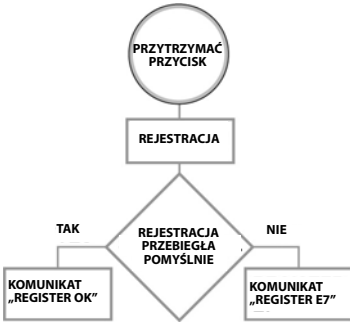 PRZYTRZYMAĆ
PRZYCISK
REJESTRACJA
TAK
NIE
REJESTRACJA
PRZEBIEGŁA
POMYŚLNIE
KOMUNIKAT
„REGISTER OK”
KOMUNIKAT
„REGISTER E7”